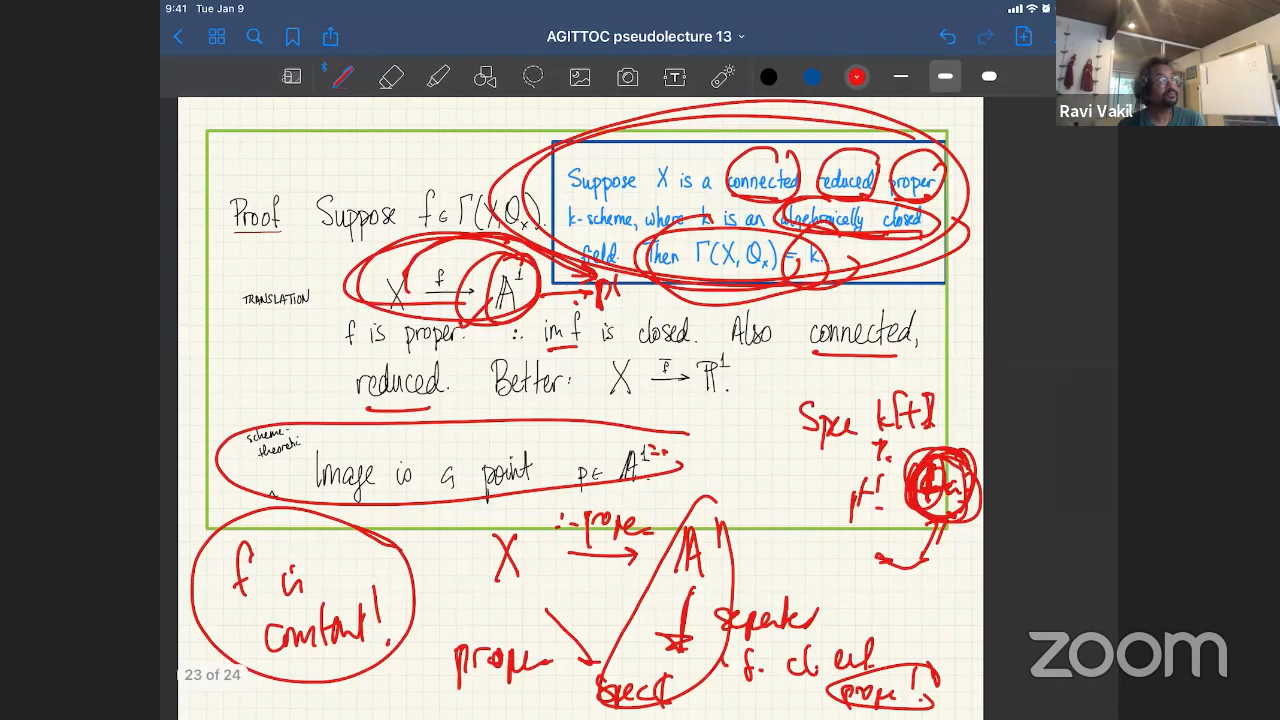 9:41 Tue Jan 9
AGITTOC pseudolecture 13
Ravi Vakil
Suppose X is a connected reduced proper
k-scheme, where k is an algebraically closed
field. Then Γ(X, O_X) = k.
Proof Suppose f ∈ Γ(X, O_X).
TRANSLATION
X —f→ A¹ → pt
f is proper. ∴ im f is closed. Also connected,
reduced. Better: X —f̄→ P¹.
Spec k[t]
scheme-theoretic
Image is a point p ∈ A¹.
pt!
f is constant!
X ∴ proper → A¹
separated
proper
Spec k
proper!
23 of 24
zoom